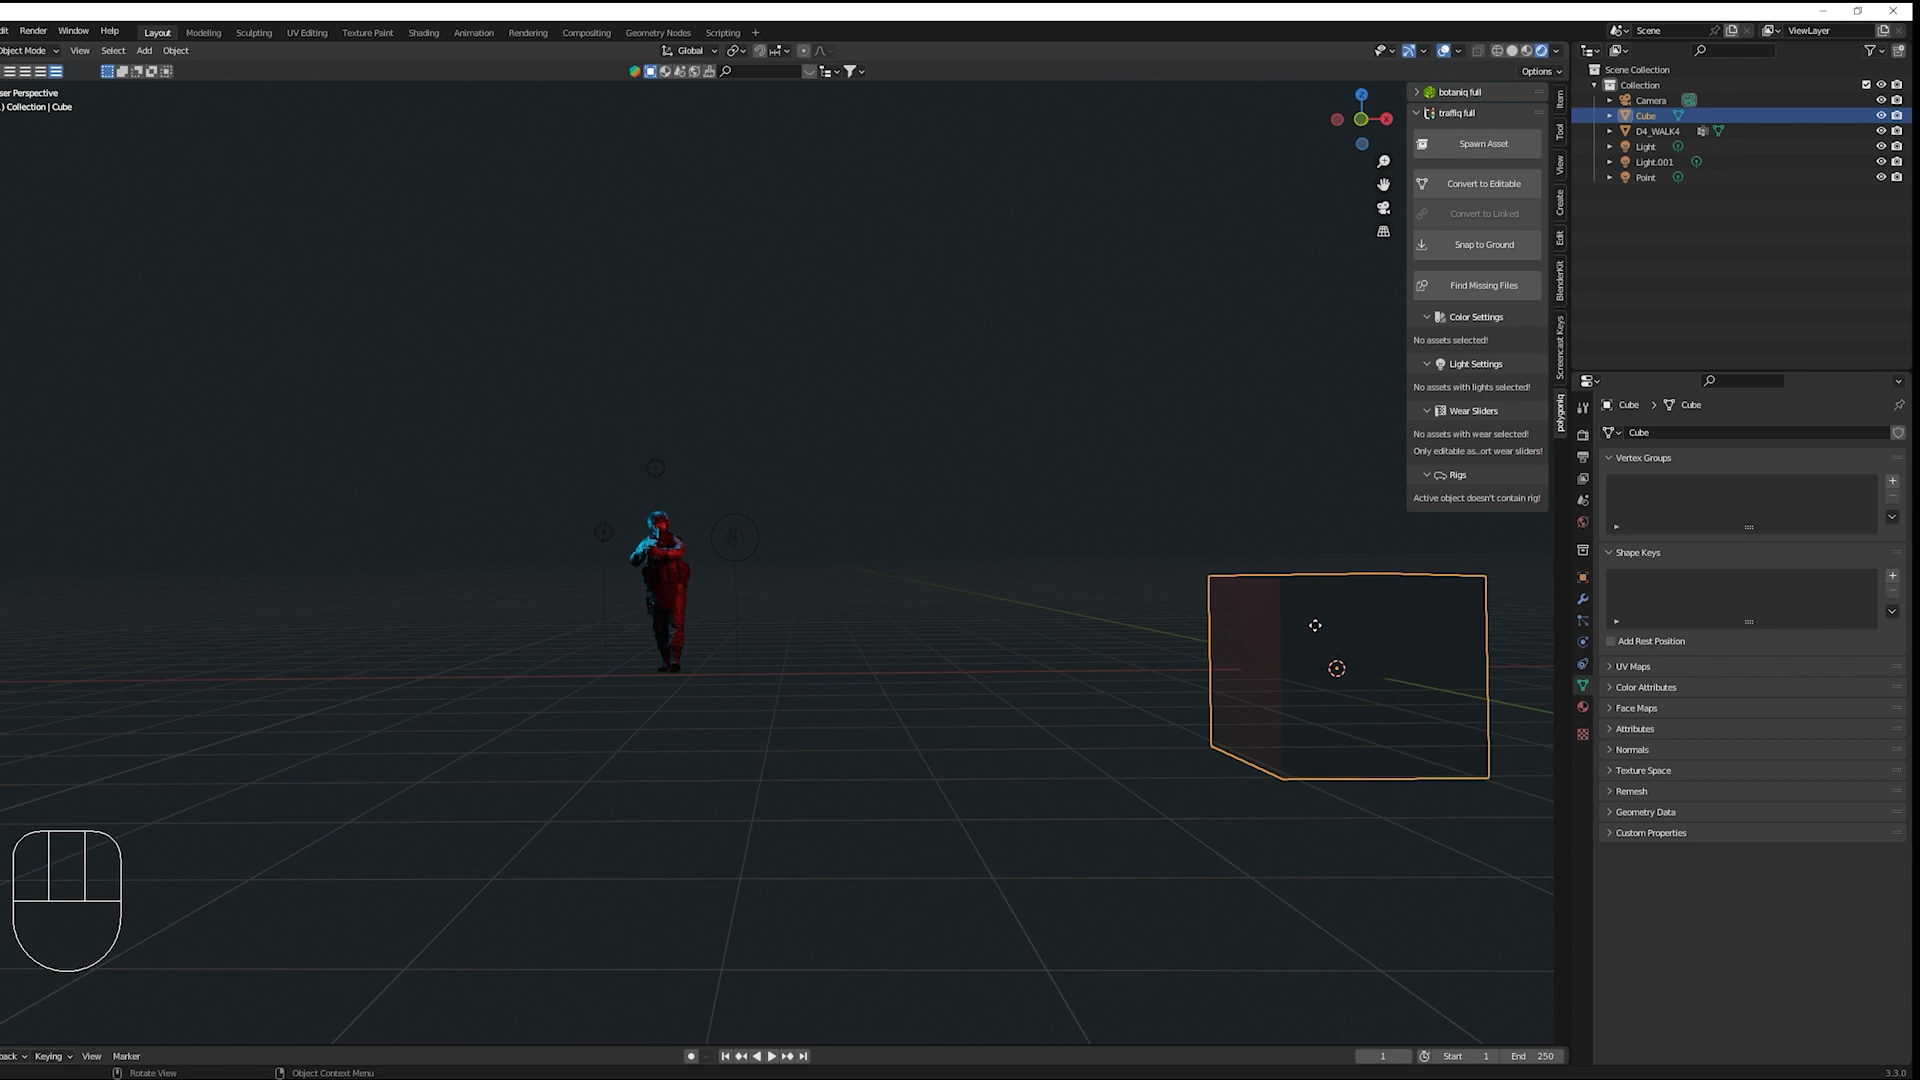 dit Render Window Help Layout Modeling Sculpting UV Editing Texture Paint Shading Animation Rendering Compositing Geometry Nodes Scripting + Scene ViewLayer
Object Mode View Select Add Object Global
Options
ser Perspective
) Collection | Cube
Z
X
botaniq full
traffiq full
Spawn Asset
Convert to Editable
Convert to Linked
Snap to Ground
Find Missing Files
Color Settings
No assets selected!
Light Settings
No assets with lights selected!
Wear Sliders
No assets with wear selected!
Only editable as...ort wear sliders!
Rigs
Active object doesn't contain rig!
Item
Tool
View
Create
Edit
BlenderKit
Screencast Keys
polygoniq
Scene Collection
Collection
Camera
Cube
D4_WALK4
Light
Light.001
Point
Cube > Cube
Cube
Vertex Groups
Shape Keys
Add Rest Position
UV Maps
Color Attributes
Face Maps
Attributes
Normals
Texture Space
Remesh
Geometry Data
Custom Properties
back Keying View Marker 1 Start 1 End 250
Rotate View Object Context Menu 3.3.0